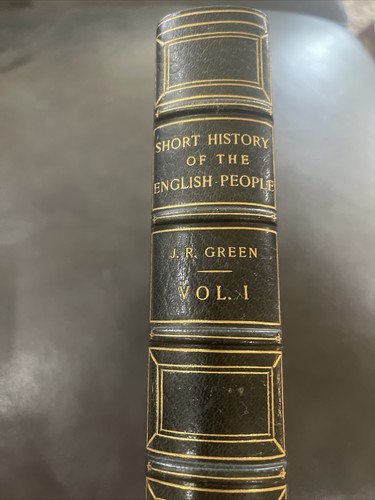 SHORT HISTORY
OF THE
ENGLISH PEOPLE
J. R. GREEN
VOL. I